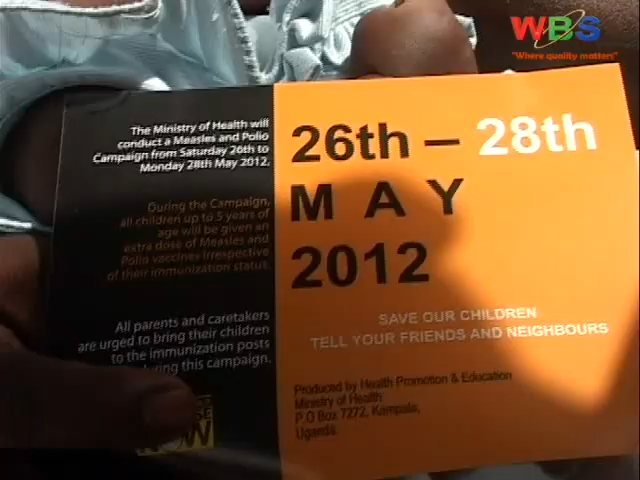 WBS
"Where quality matters"
The Ministry of Health will
conduct a Measles and Polio
Campaign from Saturday 26th to
Monday 28th May 2012.
During the Campaign,
all children up to 5 years of
age will be given an
extra dose of Measles and
Polio vaccines irrespective
of their immunization status.
All parents and caretakers
are urged to bring their children
to the immunization posts
this campaign.
26th – 28th
MAY
2012
SAVE OUR CHILDREN
TELL YOUR FRIENDS AND NEIGHBOURS
Produced by Health Promotion & Education
Ministry of Health
P.O Box 7272, Kampala,
Uganda.